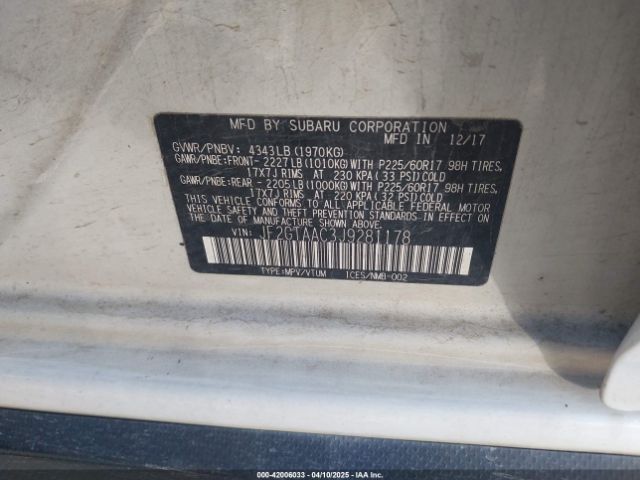 MFD BY SUBARU CORPORATION
MFD IN 12/17
GVWR/PNBV: 4343LB(1970KG)
GAWR/PNBE:FRONT- 2227LB(1010KG)WITH P225/60R17 98H TIRES,
17X7J RIMS AT 230 KPA(33 PSI)COLD
GAWR/PNBE:REAR - 2205LB(1000KG)WITH P225/60R17 98H TIRES,
17X7J RIMS AT 220 KPA(32 PSI)COLD
THIS VEHICLE CONFORMS TO ALL APPLICABLE FEDERAL MOTOR
VEHICLE SAFETY AND THEFT PREVENTION STANDARDS IN EFFECT ON THE DATE
OF MANUFACTURE SHOWN ABOVE.
VIN: JF2GTAAC3J9281178
TYPE:MPV/VTUM ICES/NMB-002
000-42006033 - 04/10/2025 - IAAI.COM